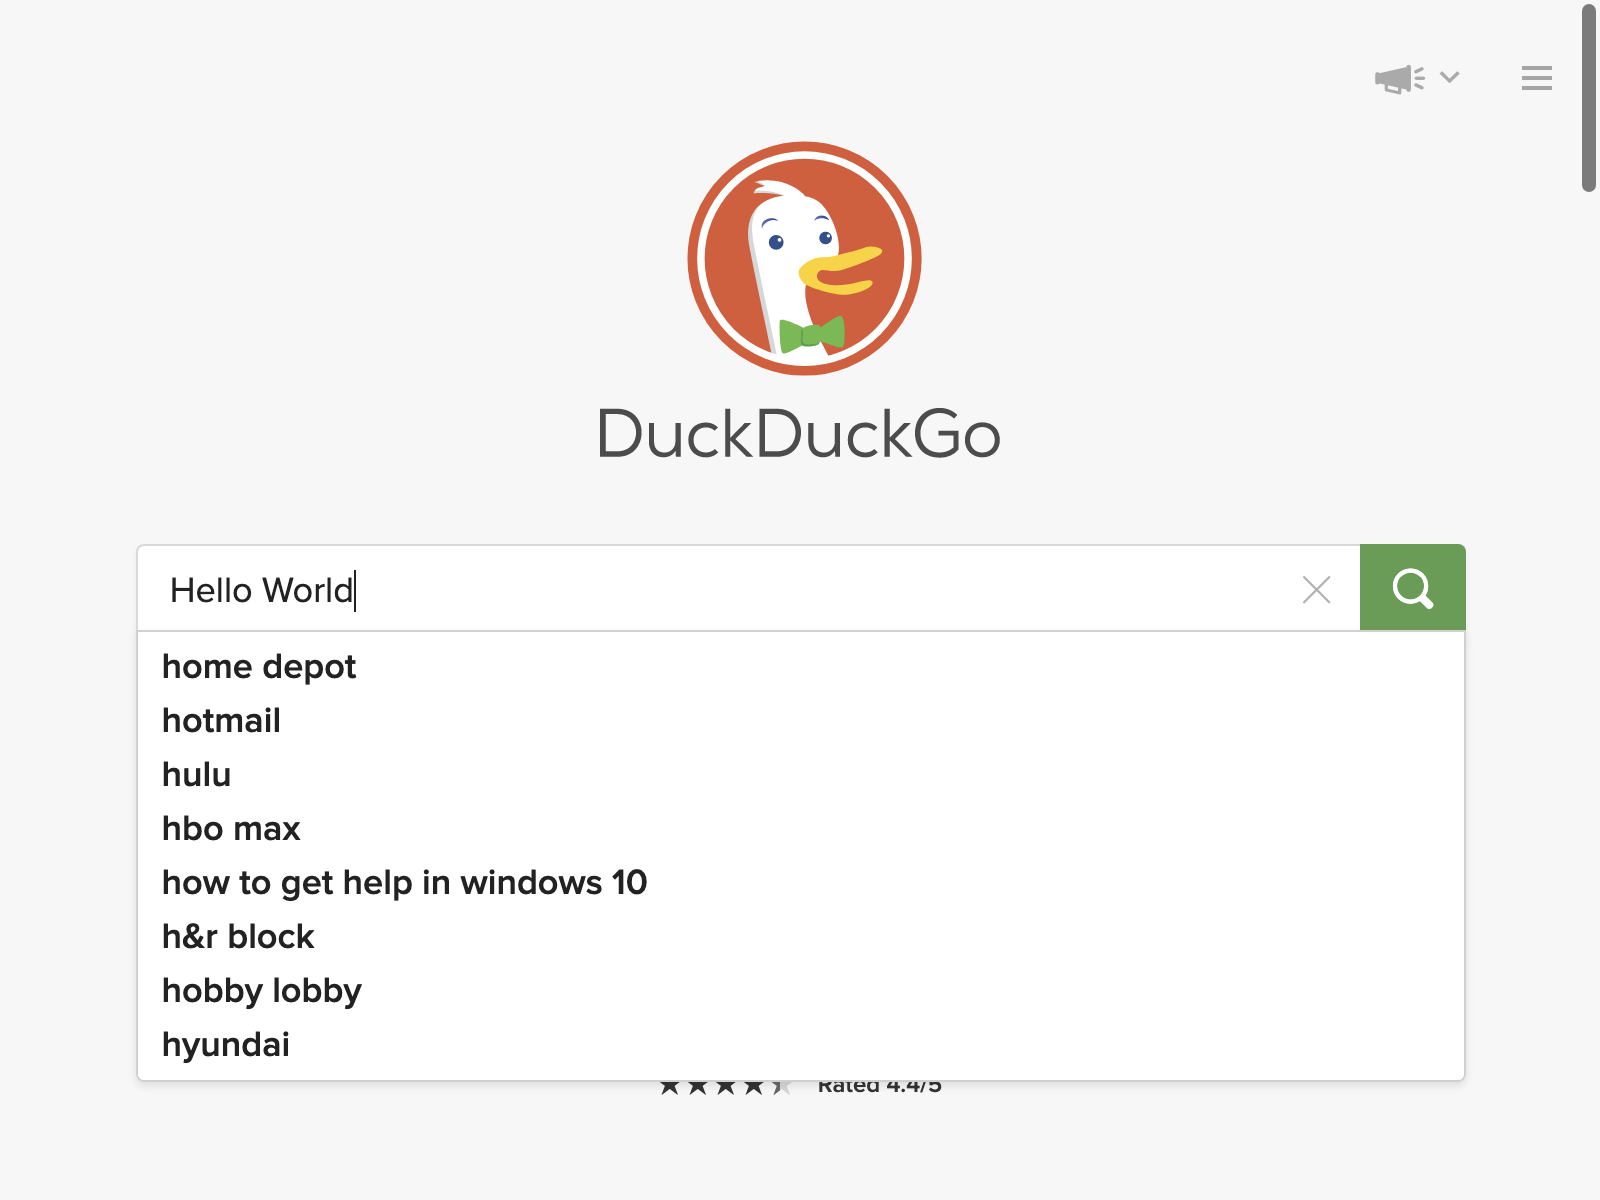 DuckDuckGo
Hello World
home depot
hotmail
hulu
hbo max
how to get help in windows 10
h&r block
hobby lobby
hyundai
Rated 4.4/5